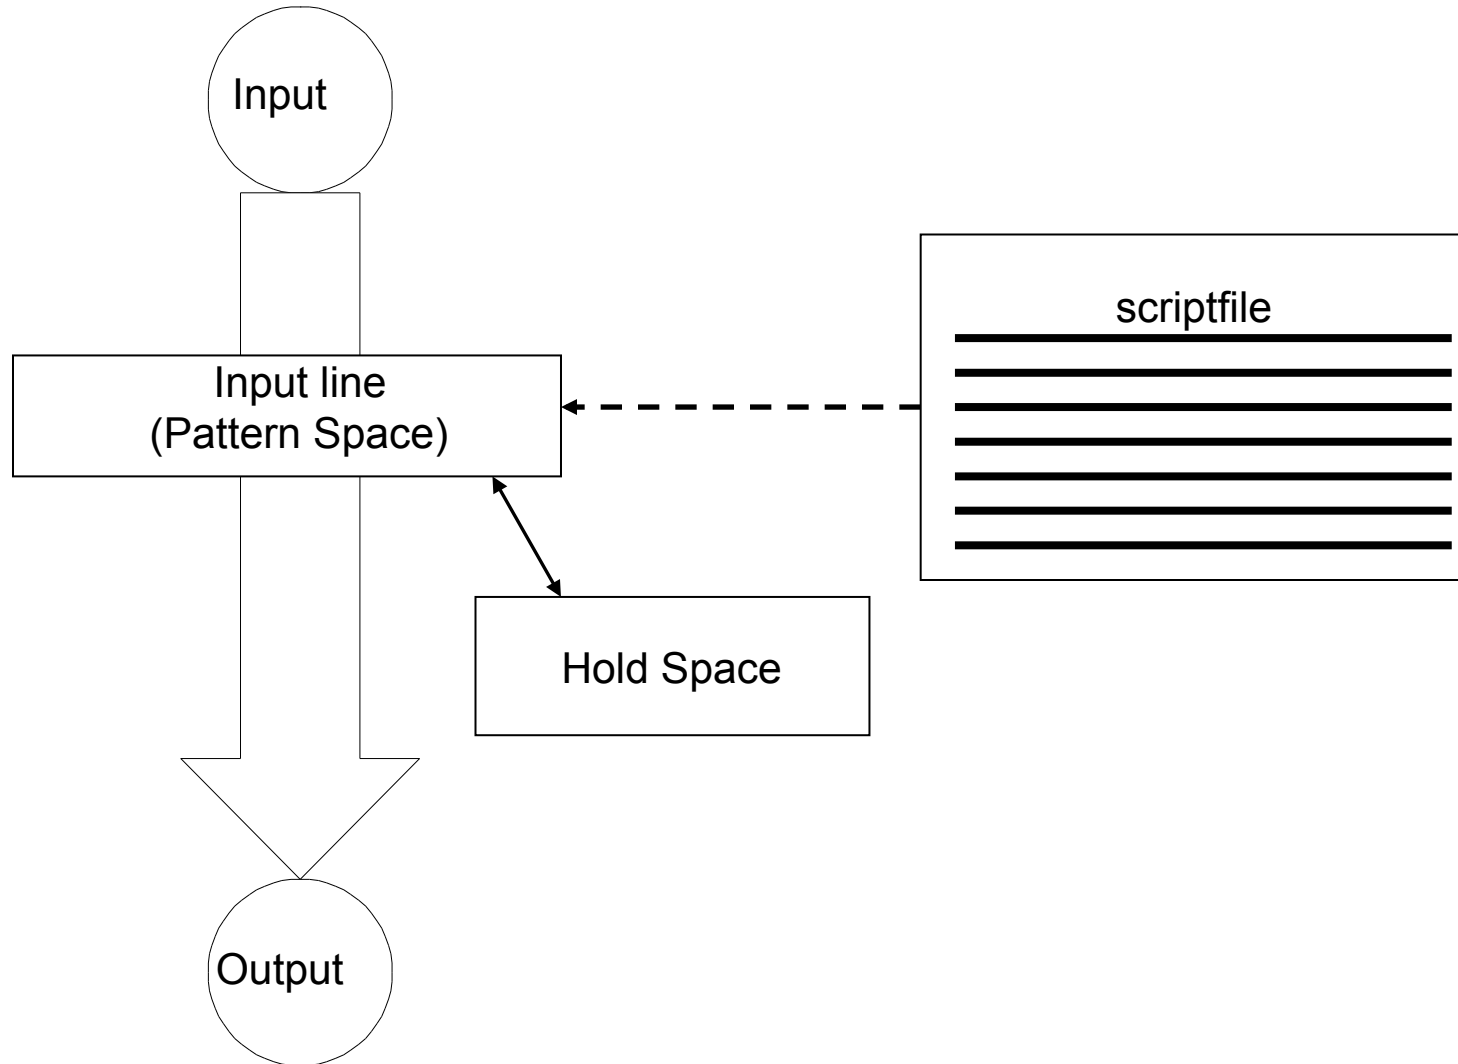 Input
scriptfile
Input line
(Pattern Space)
Hold Space
Output